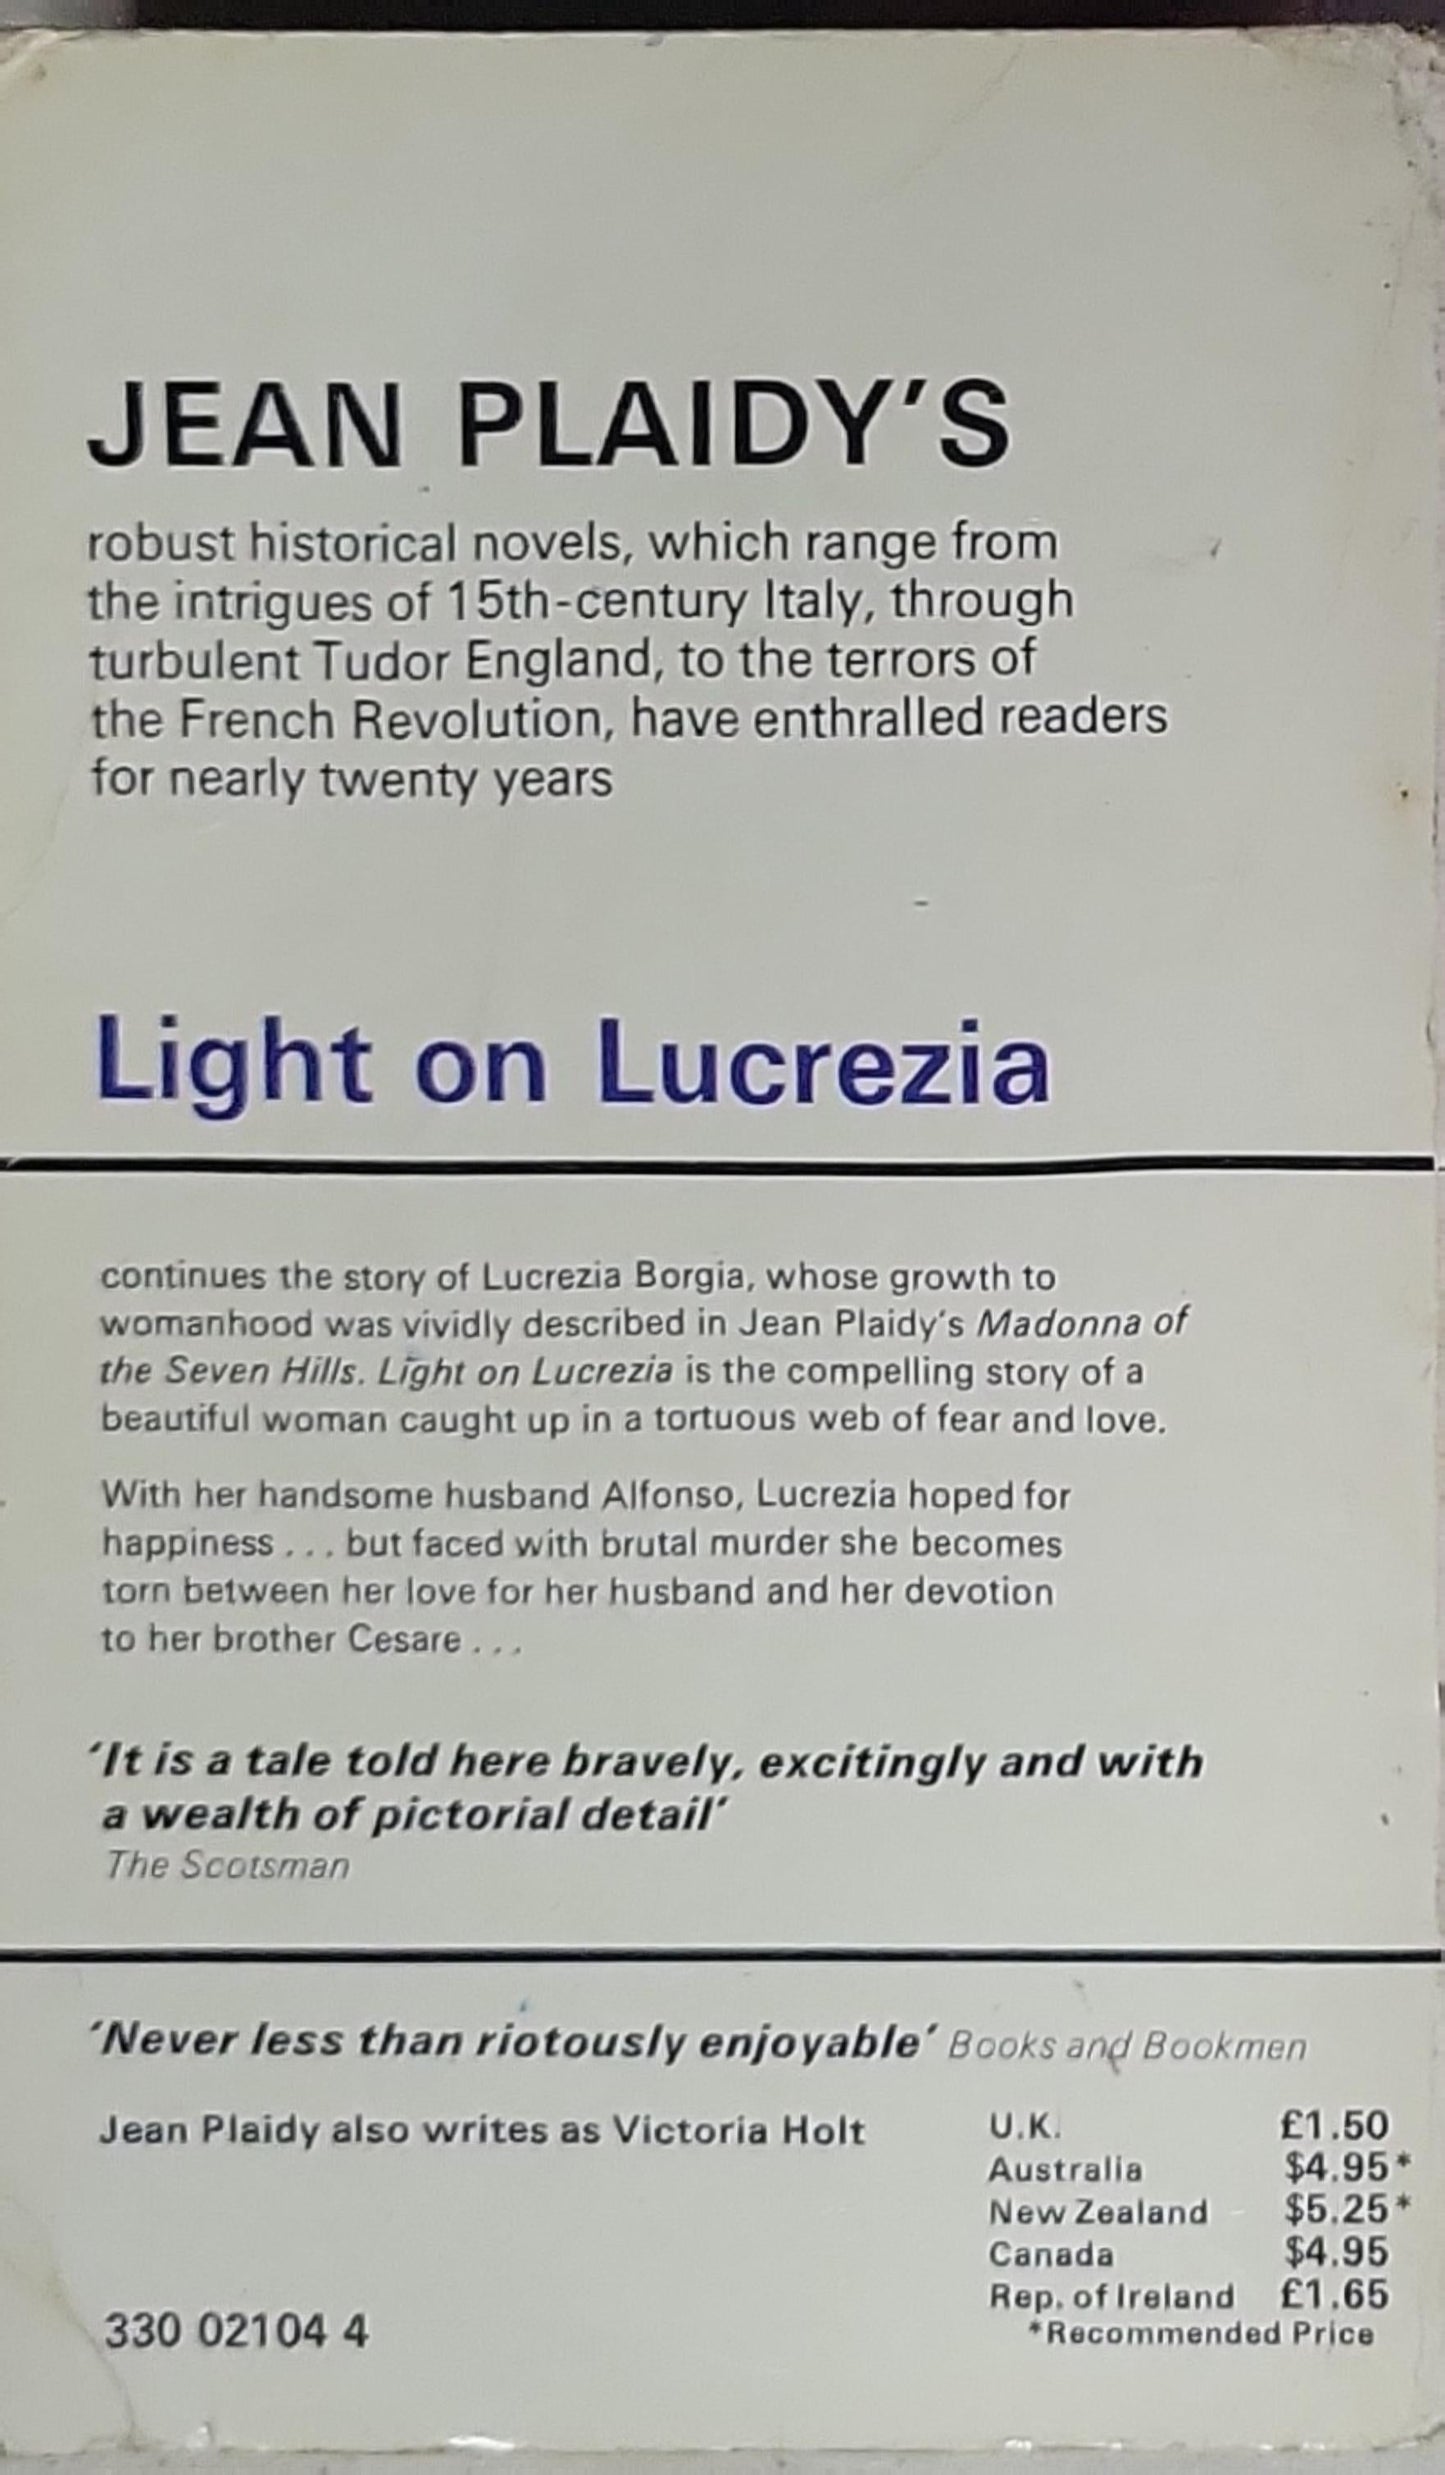 JEAN PLAIDY'S
robust historical novels, which range from
the intrigues of 15th-century Italy, through
turbulent Tudor England, to the terrors of
the French Revolution, have enthralled readers
for nearly twenty years
Light on Lucrezia
continues the story of Lucrezia Borgia, whose growth to
womanhood was vividly described in Jean Plaidy's Madonna of
the Seven Hills. Light on Lucrezia is the compelling story of a
beautiful woman caught up in a tortuous web of fear and love.
With her handsome husband Alfonso, Lucrezia hoped for
happiness . . . but faced with brutal murder she becomes
torn between her love for her husband and her devotion
to her brother Cesare . . .
'It is a tale told here bravely, excitingly and with
a wealth of pictorial detail'
The Scotsman
'Never less than riotously enjoyable' Books and Bookmen
Jean Plaidy also writes as Victoria Holt
U.K. £1.50
Australia $4.95*
New Zealand $5.25*
Canada $4.95
Rep. of Ireland £1.65
*Recommended Price
330 02104 4